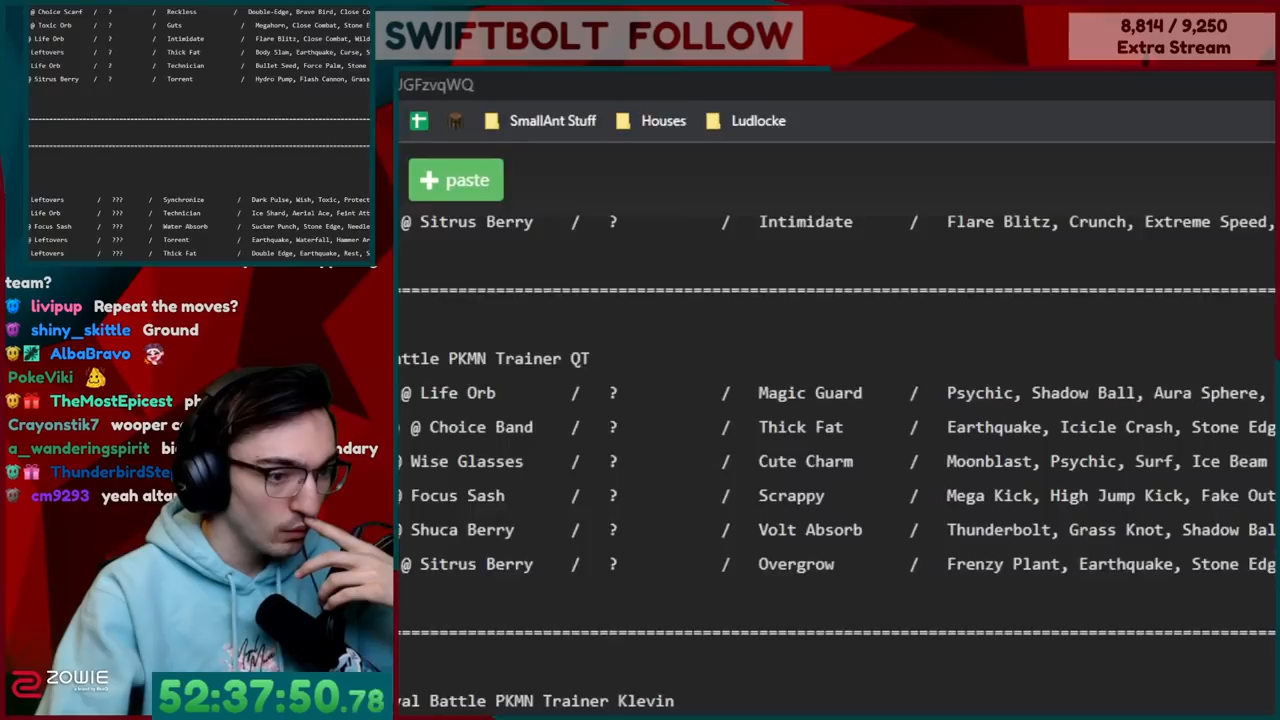 @ Choice Scarf / ? / Reckless / Double-Edge, Brave Bird, Close Co
@ Toxic Orb / ? / Guts / Megahorn, Close Combat, Stone E
@ Life Orb / ? / Intimidate / Flare Blitz, Close Combat, Wild
Leftovers / ? / Thick Fat / Body Slam, Earthquake, Curse, S
Life Orb / ? / Technician / Bullet Seed, Force Palm, Stone
@ Sitrus Berry / ? / Torrent / Hydro Pump, Flash Cannon, Grass
Leftovers / ??? / Synchronize / Dark Pulse, Wish, Toxic, Protect
Life Orb / ??? / Technician / Ice Shard, Aerial Ace, Feint Att
@ Focus Sash / ??? / Water Absorb / Sucker Punch, Stone Edge, Needle
@ Leftovers / ??? / Torrent / Earthquake, Waterfall, Hammer Ar
Leftovers / ??? / Thick Fat / Double Edge, Earthquake, Rest, S
SWIFTBOLT FOLLOW
8,814 / 9,250
Extra Stream
JGFzvqWQ
SmallAnt Stuff Houses Ludlocke
+ paste
@ Sitrus Berry / ? / Intimidate / Flare Blitz, Crunch, Extreme Speed,
attle PKMN Trainer QT
@ Life Orb / ? / Magic Guard / Psychic, Shadow Ball, Aura Sphere,
@ Choice Band / ? / Thick Fat / Earthquake, Icicle Crash, Stone Edg
) Wise Glasses / ? / Cute Charm / Moonblast, Psychic, Surf, Ice Beam
) Focus Sash / ? / Scrappy / Mega Kick, High Jump Kick, Fake Out
) Shuca Berry / ? / Volt Absorb / Thunderbolt, Grass Knot, Shadow Bal
@ Sitrus Berry / ? / Overgrow / Frenzy Plant, Earthquake, Stone Edg
val Battle PKMN Trainer Klevin
team?
livipup Repeat the moves?
shiny_skittle Ground
AlbaBravo
PokeViki
TheMostEpicest ph
Crayonstik7 wooper c
a_wanderingspirit bi ndary
ThunderbirdSte
cm9293 yeah alta
ZOWIE
52:37:50.78